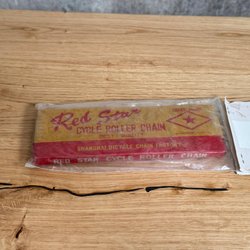 Red Star
CYCLE ROLLER CHAIN
SHANGHAI BICYCLE CHAIN FACTORY
RED STAR CYCLE ROLLER CHAIN